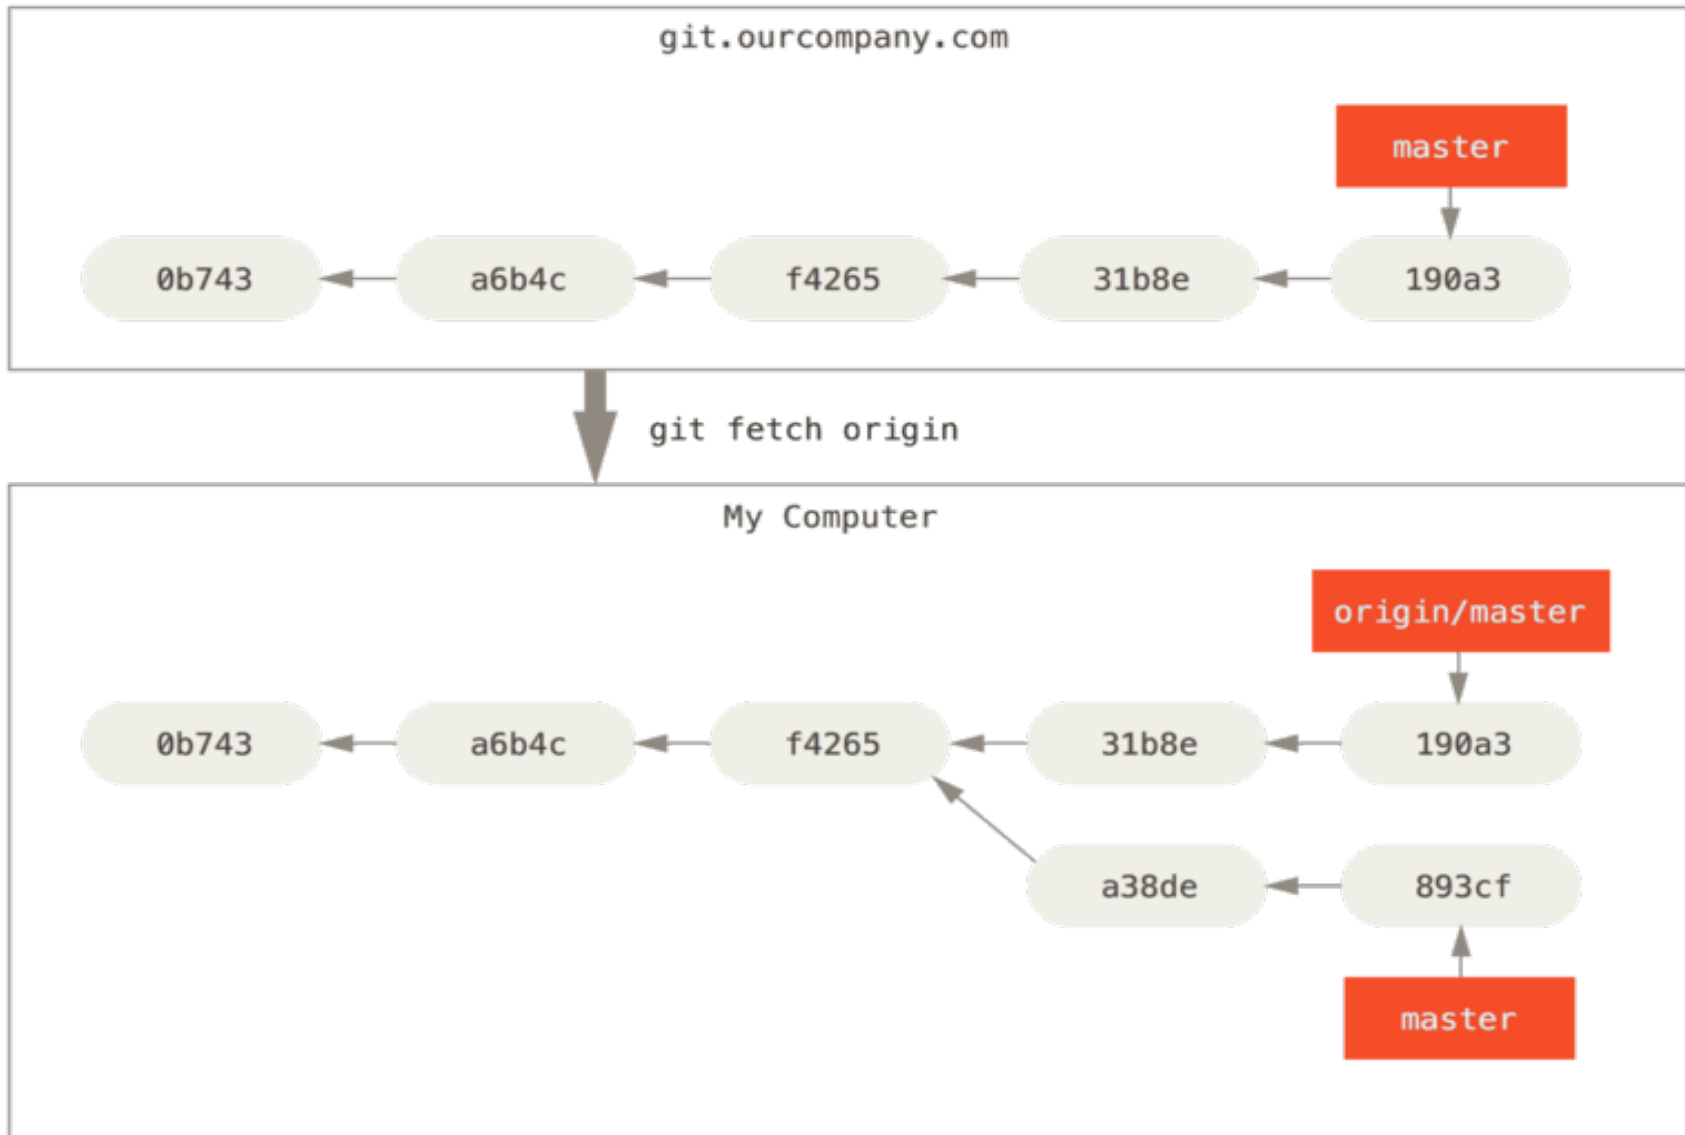 git.ourcompany.com
master
0b743 a6b4c f4265 31b8e 190a3
git fetch origin
My Computer
origin/master
0b743 a6b4c f4265 31b8e 190a3
a38de 893cf
master